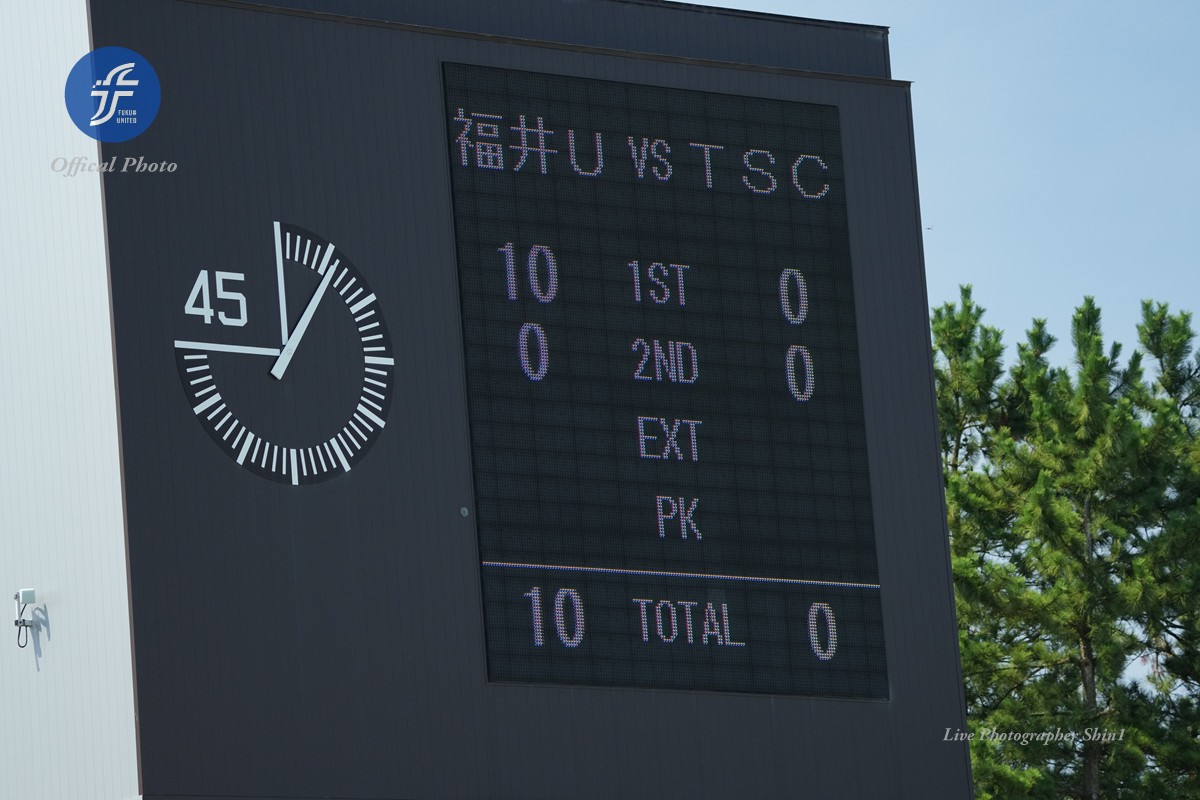 FUKUI
UNITED
Offical Photo
45
福井U VS TSC
10 1ST 0
0 2ND 0
EXT
PK
10 TOTAL 0
Live Photographer Shin1